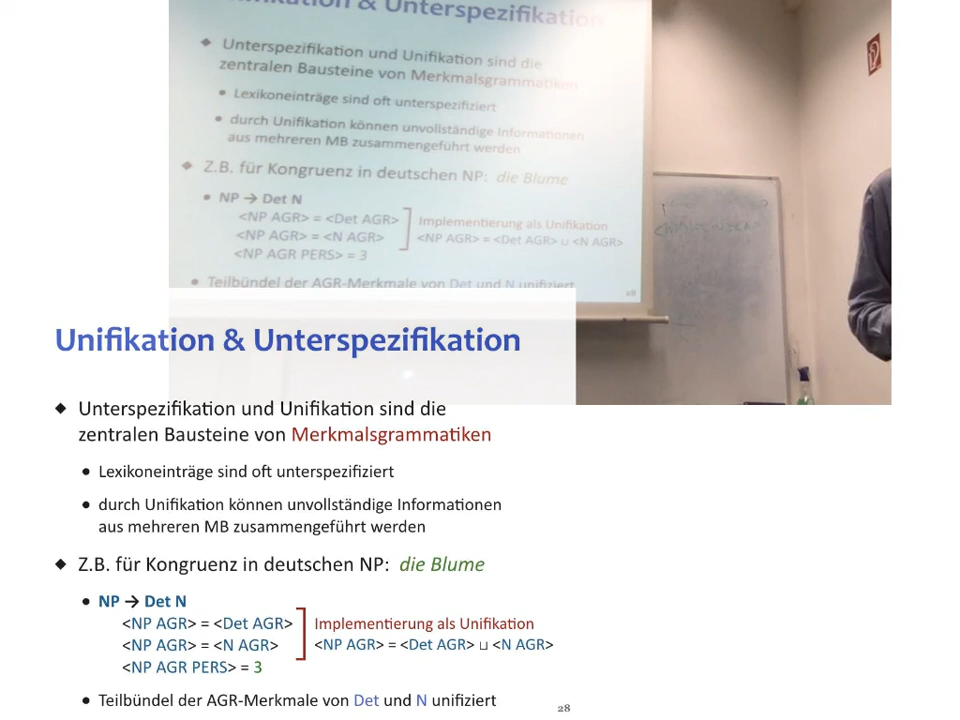 Unifikation & Unterspezifikation
Unterspezifikation und Unifikation sind die
zentralen Bausteine von Merkmalsgrammatiken
Lexikoneinträge sind oft unterspezifiziert
durch Unifikation können unvollständige Informationen
aus mehreren MB zusammengeführt werden
Z.B. für Kongruenz in deutschen NP: die Blume
NP → Det N
<NP AGR> = <Det AGR>
Implementierung als Unifikation
<NP AGR> = <N AGR>
<NP AGR> = <Det AGR> ⊔ <N AGR>
<NP AGR PERS> = 3
Teilbündel der AGR-Merkmale von Det und N unifiziert
28
Unifikation & Unterspezifikation
◆ Unterspezifikation und Unifikation sind die
zentralen Bausteine von Merkmalsgrammatiken
• Lexikoneinträge sind oft unterspezifiziert
• durch Unifikation können unvollständige Informationen
aus mehreren MB zusammengeführt werden
◆ Z.B. für Kongruenz in deutschen NP: die Blume
• NP → Det N
<NP AGR> = <Det AGR>
Implementierung als Unifikation
<NP AGR> = <N AGR>
<NP AGR> = <Det AGR> ⊔ <N AGR>
<NP AGR PERS> = 3
• Teilbündel der AGR-Merkmale von Det und N unifiziert
28